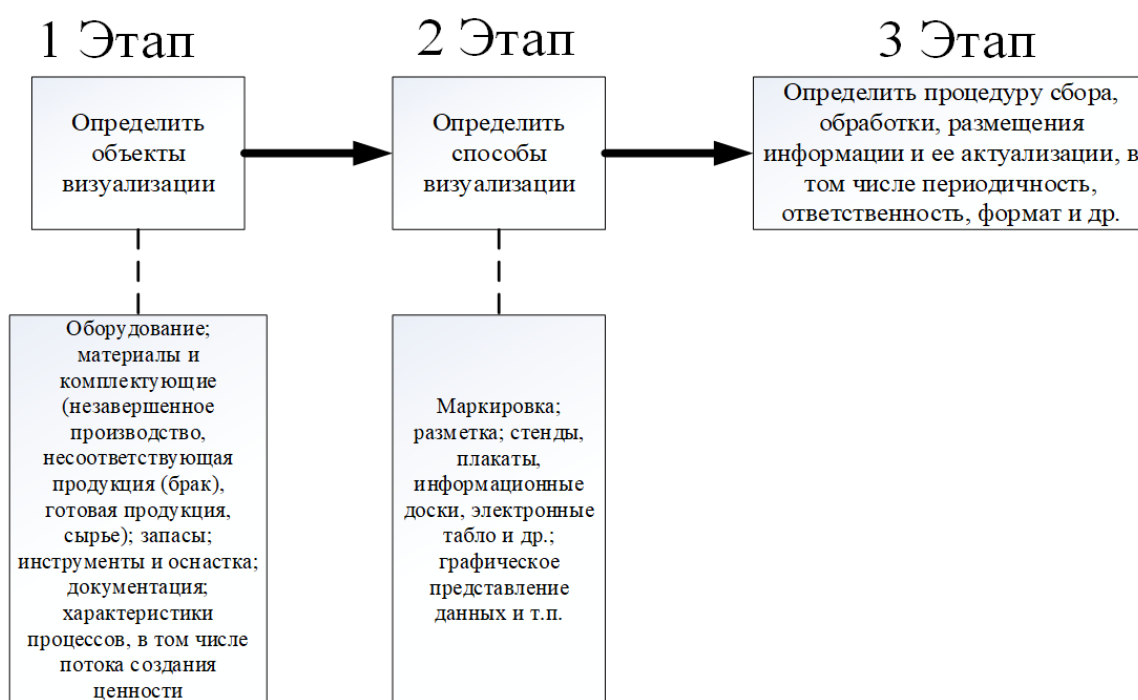 1 Этап
2 Этап
3 Этап
Определить
объекты
визуализации
Определить
способы
визуализации
Определить процедуру сбора,
обработки, размещения
информации и ее актуализации, в
том числе периодичность,
ответственность, формат и др.
Оборудование;
материалы и
комплектующие
(незавершенное
производство,
несоответствующая
продукция (брак),
готовая продукция,
сырье); запасы;
инструменты и оснастка;
документация;
характеристики
процессов, в том числе
потока создания
ценности
Маркировка;
разметка; стенды,
плакаты,
информационные
доски, электронные
табло и др.;
графическое
представление
данных и т.п.